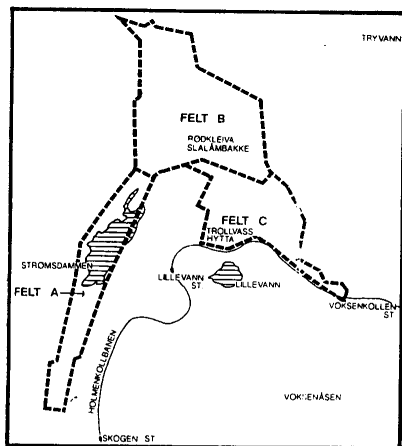 TRYVANN
FELT B
RØDKLEIVA
SLALÅMBAKKE
FELT C
TROLLVASS
HYTTA
STRØMSDAMMEN
LILLEVANN
ST.
LILLEVANN
FELT A
VOKSENKOLLEN
ST
HOLMENKOLLBANEN
VOKSENÅSEN
SKOGEN ST